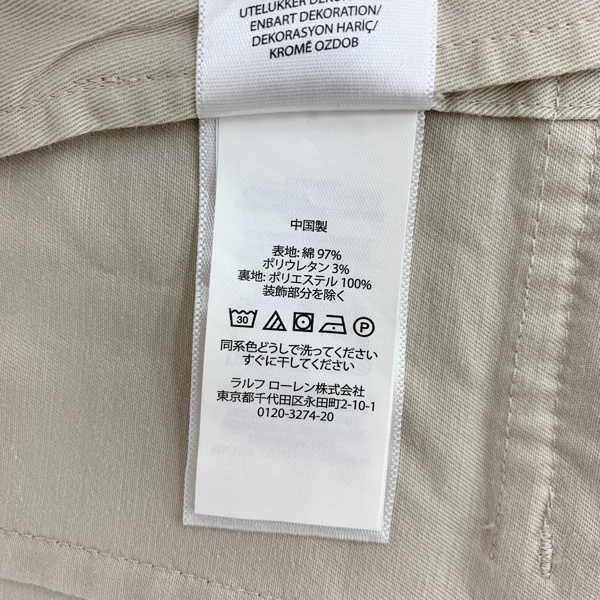 UTELUKKER DEKOR
ENBART DEKORATION/
DEKORASYON HARİÇ/
KROMĒ OZDOB
中国製
表地: 綿 97%
ポリウレタン 3%
裏地: ポリエステル 100%
装飾部分を除く
30
P
同系色どうしで洗ってください
すぐに干してください
ラルフ ローレン株式会社
東京都千代田区永田町2-10-1
0120-3274-20